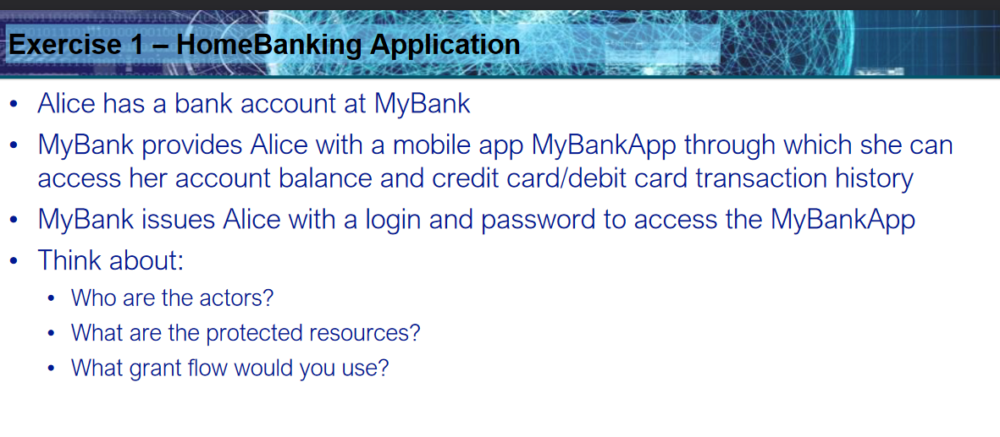 Exercise 1 – HomeBanking Application
• Alice has a bank account at MyBank
• MyBank provides Alice with a mobile app MyBankApp through which she can
access her account balance and credit card/debit card transaction history
• MyBank issues Alice with a login and password to access the MyBankApp
• Think about:
• Who are the actors?
• What are the protected resources?
• What grant flow would you use?